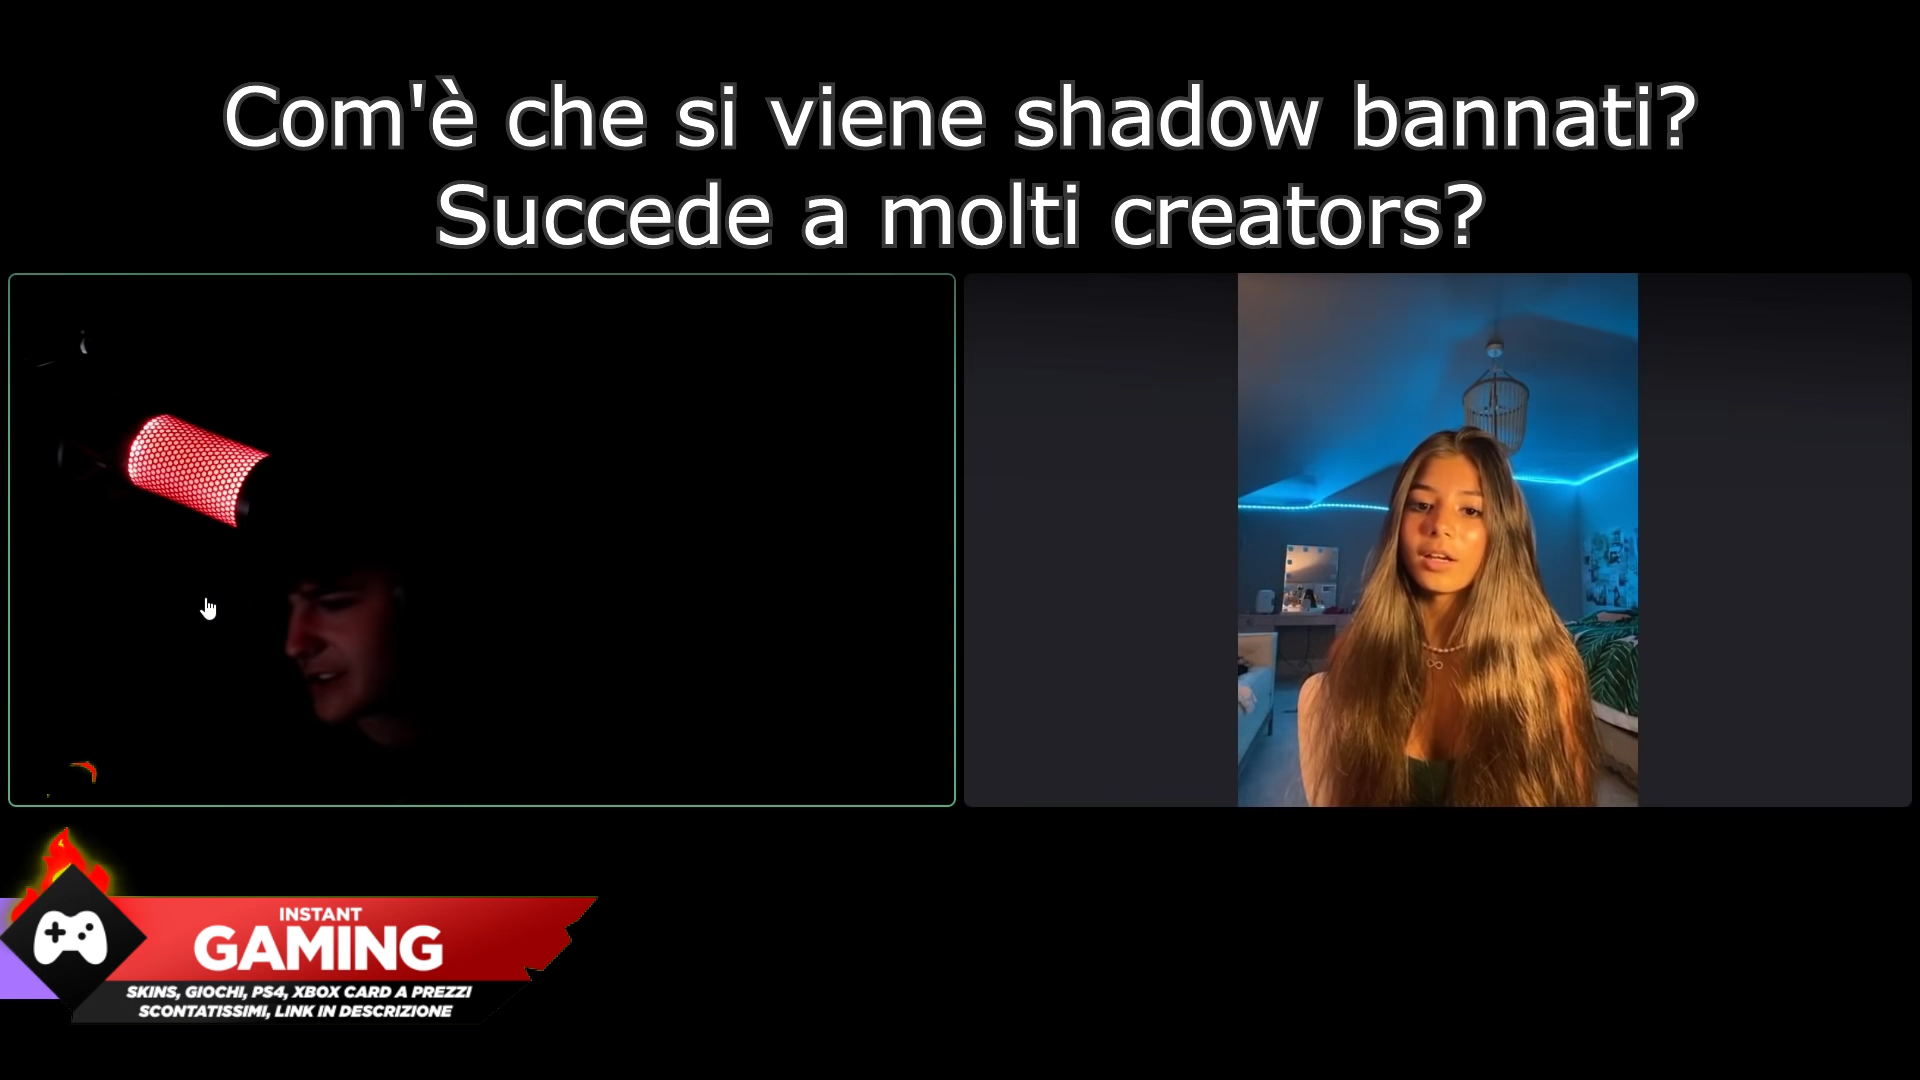 Com'è che si viene shadow bannati?
Succede a molti creators?
INSTANT
GAMING
SKINS, GIOCHI, PS4, XBOX CARD A PREZZI
SCONTATISSIMI, LINK IN DESCRIZIONE